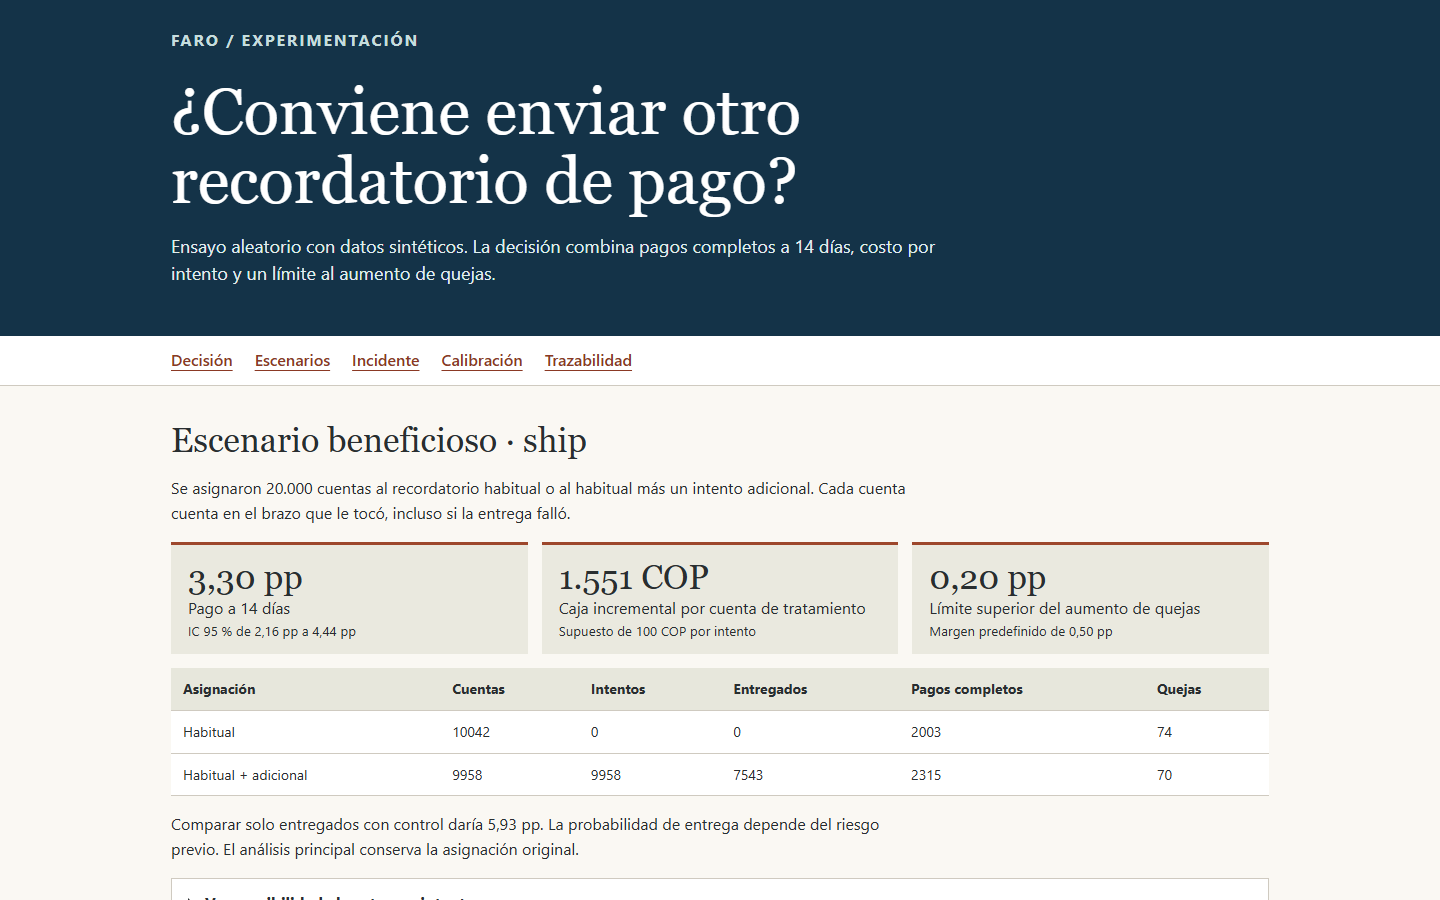 FARO / EXPERIMENTACIÓN
¿Conviene enviar otro
recordatorio de pago?
Ensayo aleatorio con datos sintéticos. La decisión combina pagos completos a 14 días, costo por
intento y un límite al aumento de quejas.
Decisión Escenarios Incidente Calibración Trazabilidad
Escenario beneficioso · ship
Se asignaron 20.000 cuentas al recordatorio habitual o al habitual más un intento adicional. Cada cuenta
cuenta en el brazo que le tocó, incluso si la entrega falló.
3,30 pp
Pago a 14 días
IC 95 % de 2,16 pp a 4,44 pp
1.551 COP
Caja incremental por cuenta de tratamiento
Supuesto de 100 COP por intento
0,20 pp
Límite superior del aumento de quejas
Margen predefinido de 0,50 pp
Asignación Cuentas Intentos Entregados Pagos completos Quejas
Habitual 10042 0 0 2003 74
Habitual + adicional 9958 9958 7543 2315 70
Comparar solo entregados con control daría 5,93 pp. La probabilidad de entrega depende del riesgo
previo. El análisis principal conserva la asignación original.